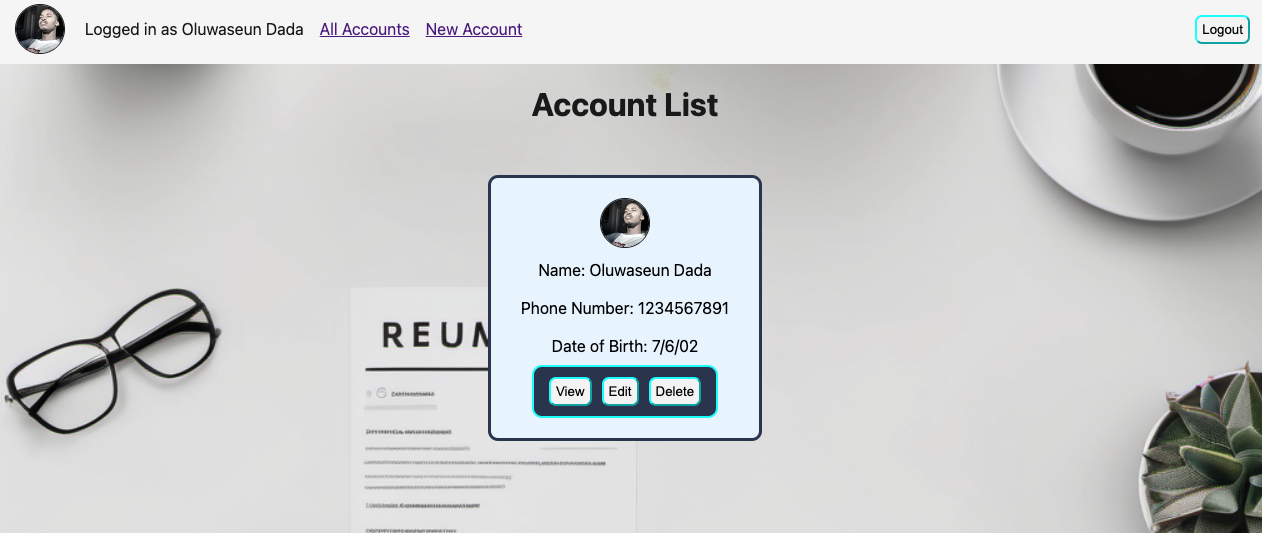 Logged in as Oluwaseun Dada All Accounts New Account Logout
Account List
Name: Oluwaseun Dada
Phone Number: 1234567891
Date of Birth: 7/6/02
View Edit Delete
REUM